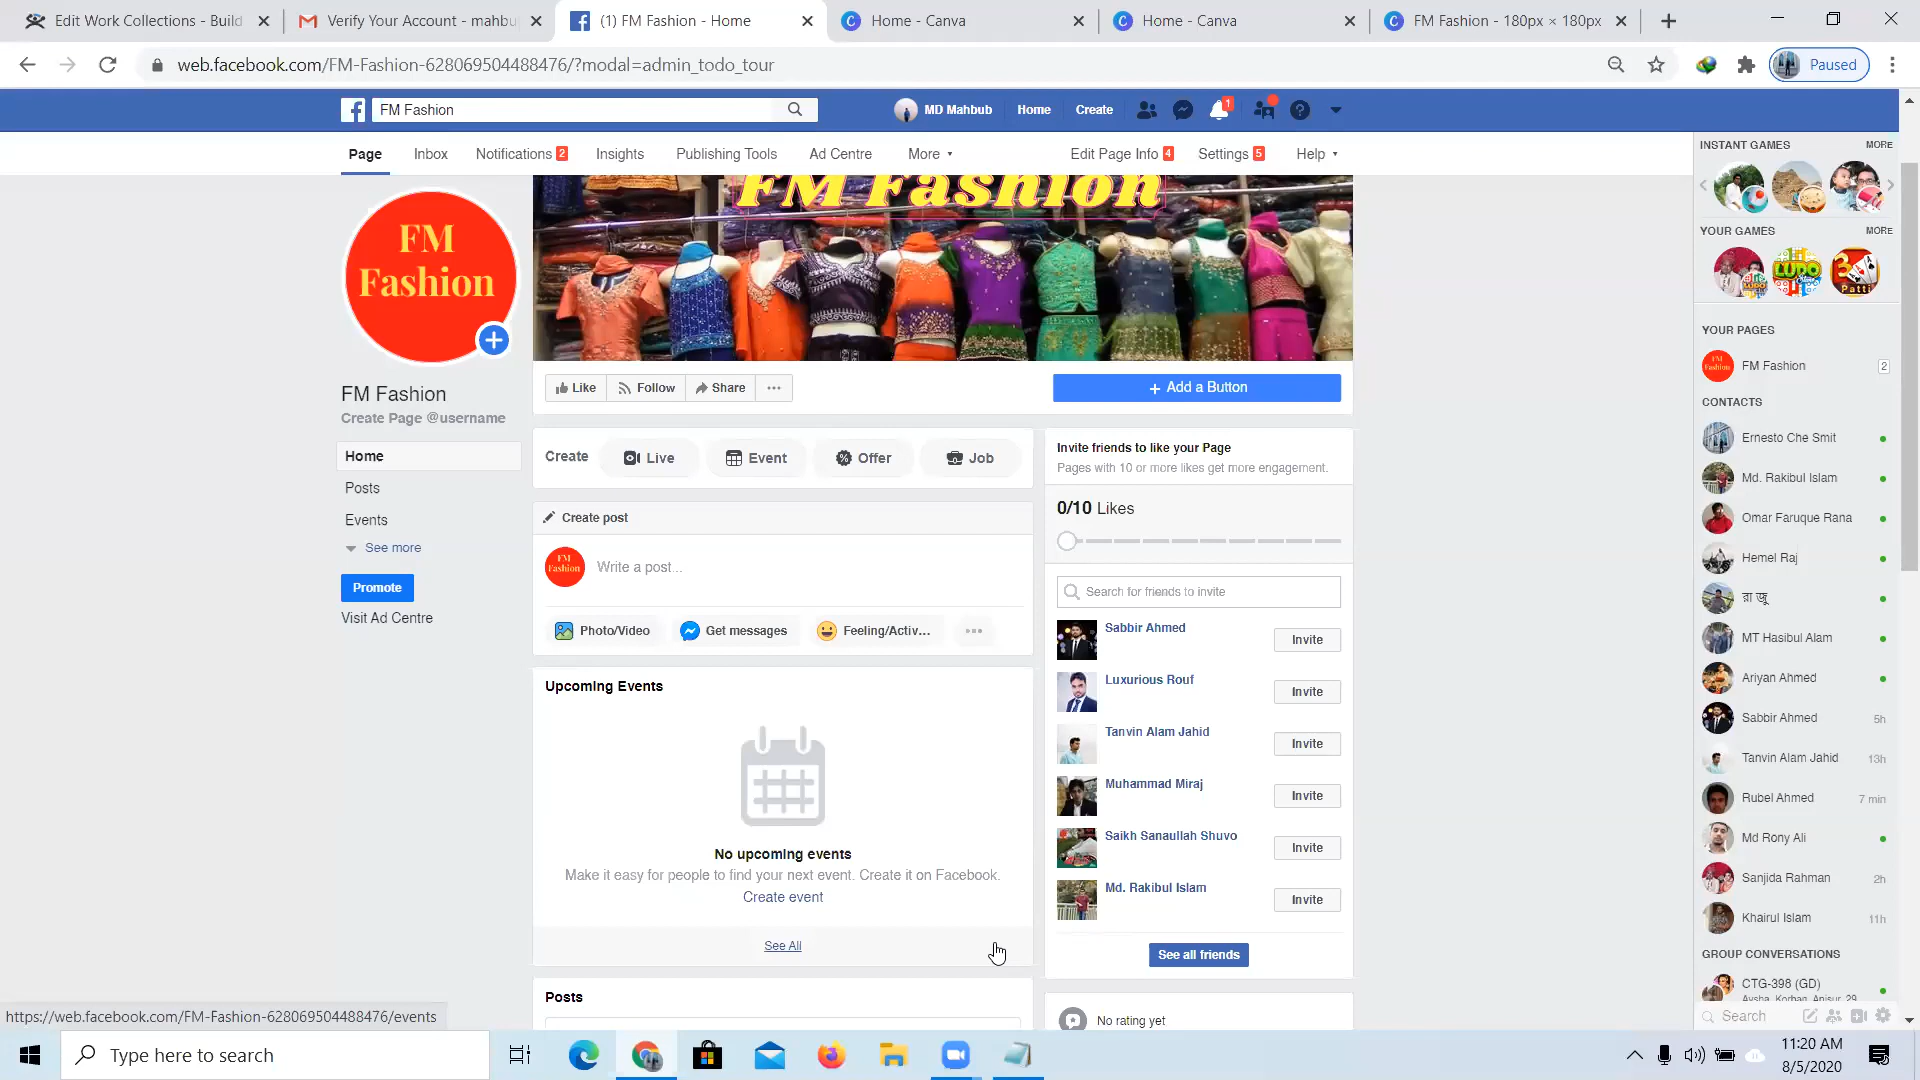 Edit Work Collections - Build
Verify Your Account - mahbu
(1) FM Fashion - Home
Home - Canva
Home - Canva
FM Fashion - 180px × 180px
web.facebook.com/FM-Fashion-628069504488476/?modal=admin_todo_tour
Paused
FM Fashion
MD Mahbub
Home
Create
1
Page
Inbox
Notifications 2
Insights
Publishing Tools
Ad Centre
More
Edit Page Info 4
Settings 5
Help
FM Fashion
FM
Fashion
FM Fashion
Create Page @username
Home
Posts
Events
See more
Promote
Visit Ad Centre
Like
Follow
Share
+ Add a Button
Create
Live
Event
Offer
Job
Create post
FM
Fashion
Write a post...
Photo/Video
Get messages
Feeling/Activ...
Upcoming Events
No upcoming events
Make it easy for people to find your next event. Create it on Facebook.
Create event
See All
Posts
Invite friends to like your Page
Pages with 10 or more likes get more engagement.
0/10 Likes
Search for friends to invite
Sabbir Ahmed
Invite
Luxurious Rouf
Invite
Tanvin Alam Jahid
Invite
Muhammad Miraj
Invite
Saikh Sanaullah Shuvo
Invite
Md. Rakibul Islam
Invite
See all friends
No rating yet
INSTANT GAMES
MORE
YOUR GAMES
MORE
LUDO
3
Patti
YOUR PAGES
FM Fashion
2
CONTACTS
Ernesto Che Smit
Md. Rakibul Islam
Omar Faruque Rana
Hemel Raj
রা জু
MT Hasibul Alam
Ariyan Ahmed
Sabbir Ahmed
5h
Tanvin Alam Jahid
13h
Rubel Ahmed
7 min
Md Rony Ali
Sanjida Rahman
2h
Khairul Islam
11h
GROUP CONVERSATIONS
CTG-398 (GD)
Aysha, Korban, Anisur, 29
Search
https://web.facebook.com/FM-Fashion-628069504488476/events
Type here to search
11:20 AM
8/5/2020